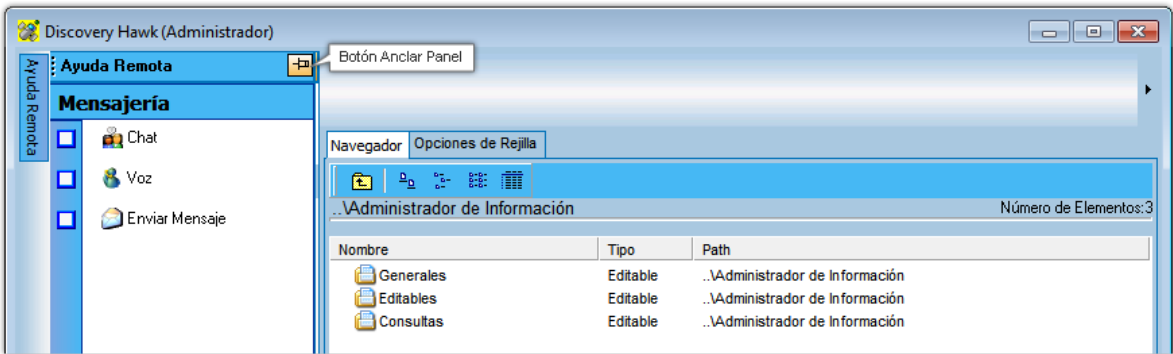 Discovery Hawk (Administrador)
Ayuda Remota
Ayuda Remota
Botón Anclar Panel
Mensajería
Chat
Voz
Enviar Mensaje
Navegador
Opciones de Rejilla
..\Administrador de Información
Número de Elementos:3
Nombre Tipo Path
Generales Editable ..\Administrador de Información
Editables Editable ..\Administrador de Información
Consultas Editable ..\Administrador de Información